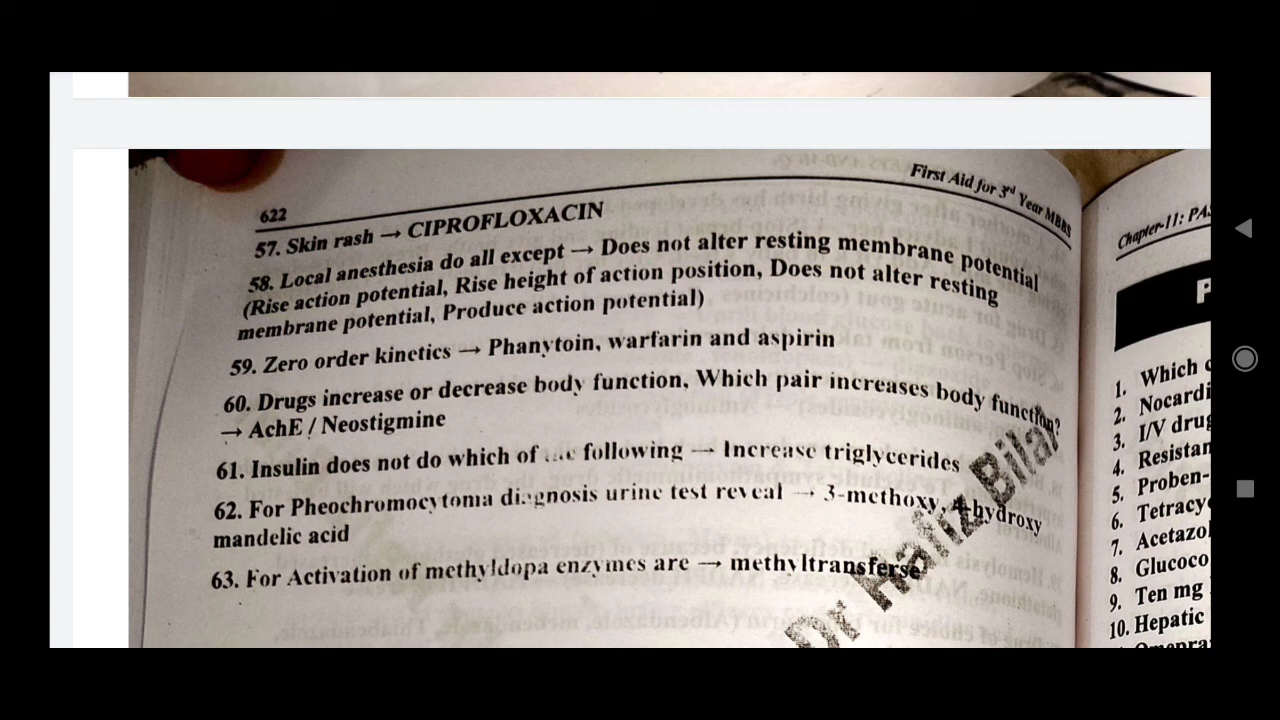 622
First Aid for 3rd Year MBBS
57. Skin rash → CIPROFLOXACIN
58. Local anesthesia do all except → Does not alter resting membrane potential
(Rise action potential, Rise height of action position, Does not alter resting
membrane potential, Produce action potential)
59. Zero order kinetics → Phanytoin, warfarin and aspirin
60. Drugs increase or decrease body function, Which pair increases body function?
→ AchE / Neostigmine
61. Insulin does not do which of the following → Increase triglycerides
62. For Pheochromocytoma diagnosis urine test reveal → 3-methoxy, 4-hydroxy
mandelic acid
63. For Activation of methyldopa enzymes are → methyltransferse
Dr Hafiz Bilal
Chapter-11: PA
1. Which
2. Nocardi
3. I/V drug
4. Resistan
5. Proben-
6. Tetracy
7. Acetazol
8. Glucoco
9. Ten mg
10. Hepatic